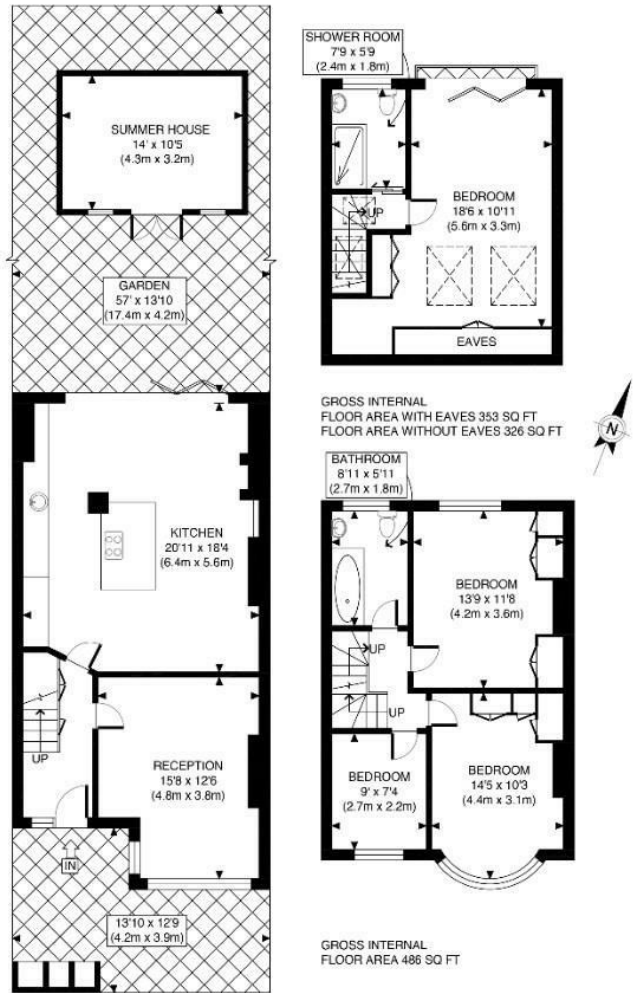 SUMMER HOUSE
14' x 10'5
(4.3m x 3.2m)
GARDEN
57' x 13'10
(17.4m x 4.2m)
KITCHEN
20'11 x 18'4
(6.4m x 5.6m)
UP
RECEPTION
15'8 x 12'6
(4.8m x 3.8m)
IN
13'10 x 12'9
(4.2m x 3.9m)
SHOWER ROOM
7'9 x 5'9
(2.4m x 1.8m)
BEDROOM
18'6 x 10'11
(5.6m x 3.3m)
UP
EAVES
GROSS INTERNAL
FLOOR AREA WITH EAVES 353 SQ FT
FLOOR AREA WITHOUT EAVES 326 SQ FT
N
BATHROOM
8'11 x 5'11
(2.7m x 1.8m)
BEDROOM
13'9 x 11'8
(4.2m x 3.6m)
UP
UP
BEDROOM
9' x 7'4
(2.7m x 2.2m)
BEDROOM
14'5 x 10'3
(4.4m x 3.1m)
GROSS INTERNAL
FLOOR AREA 486 SQ FT